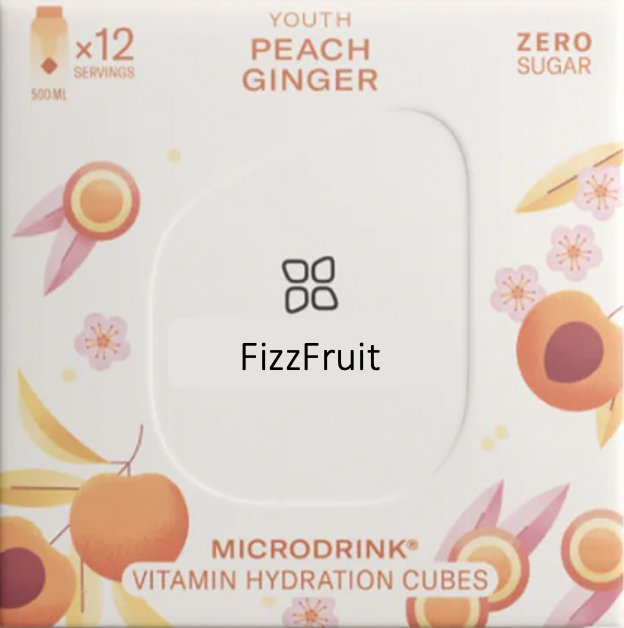 ×12
SERVINGS
500 ML
YOUTH
PEACH
GINGER
ZERO
SUGAR
FizzFruit
MICRODRINK®
VITAMIN HYDRATION CUBES